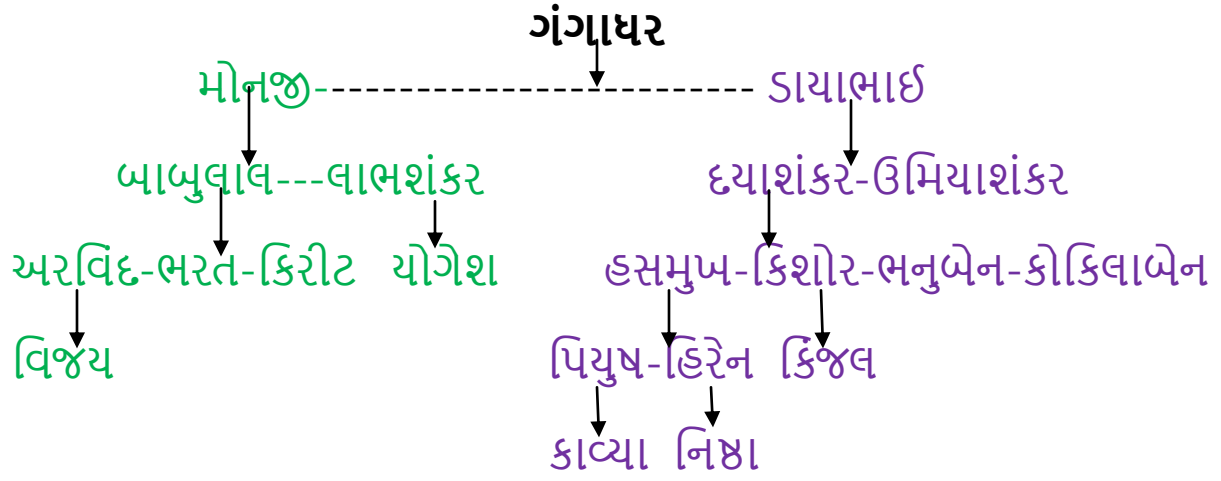 ગંગાધર
મોનજી----------------------- ડાયાભાઈ
બાબુલાલ---લાભશંકર દયાશંકર-ઉમિયાશંકર
અરવિંદ-ભરત-કિરીટ યોગેશ હસમુખ-કિશોર-ભનુબેન-કોકિલાબેન
વિજય પિયુષ-હિરેન કિંજલ
કાવ્યા નિષ્ઠા